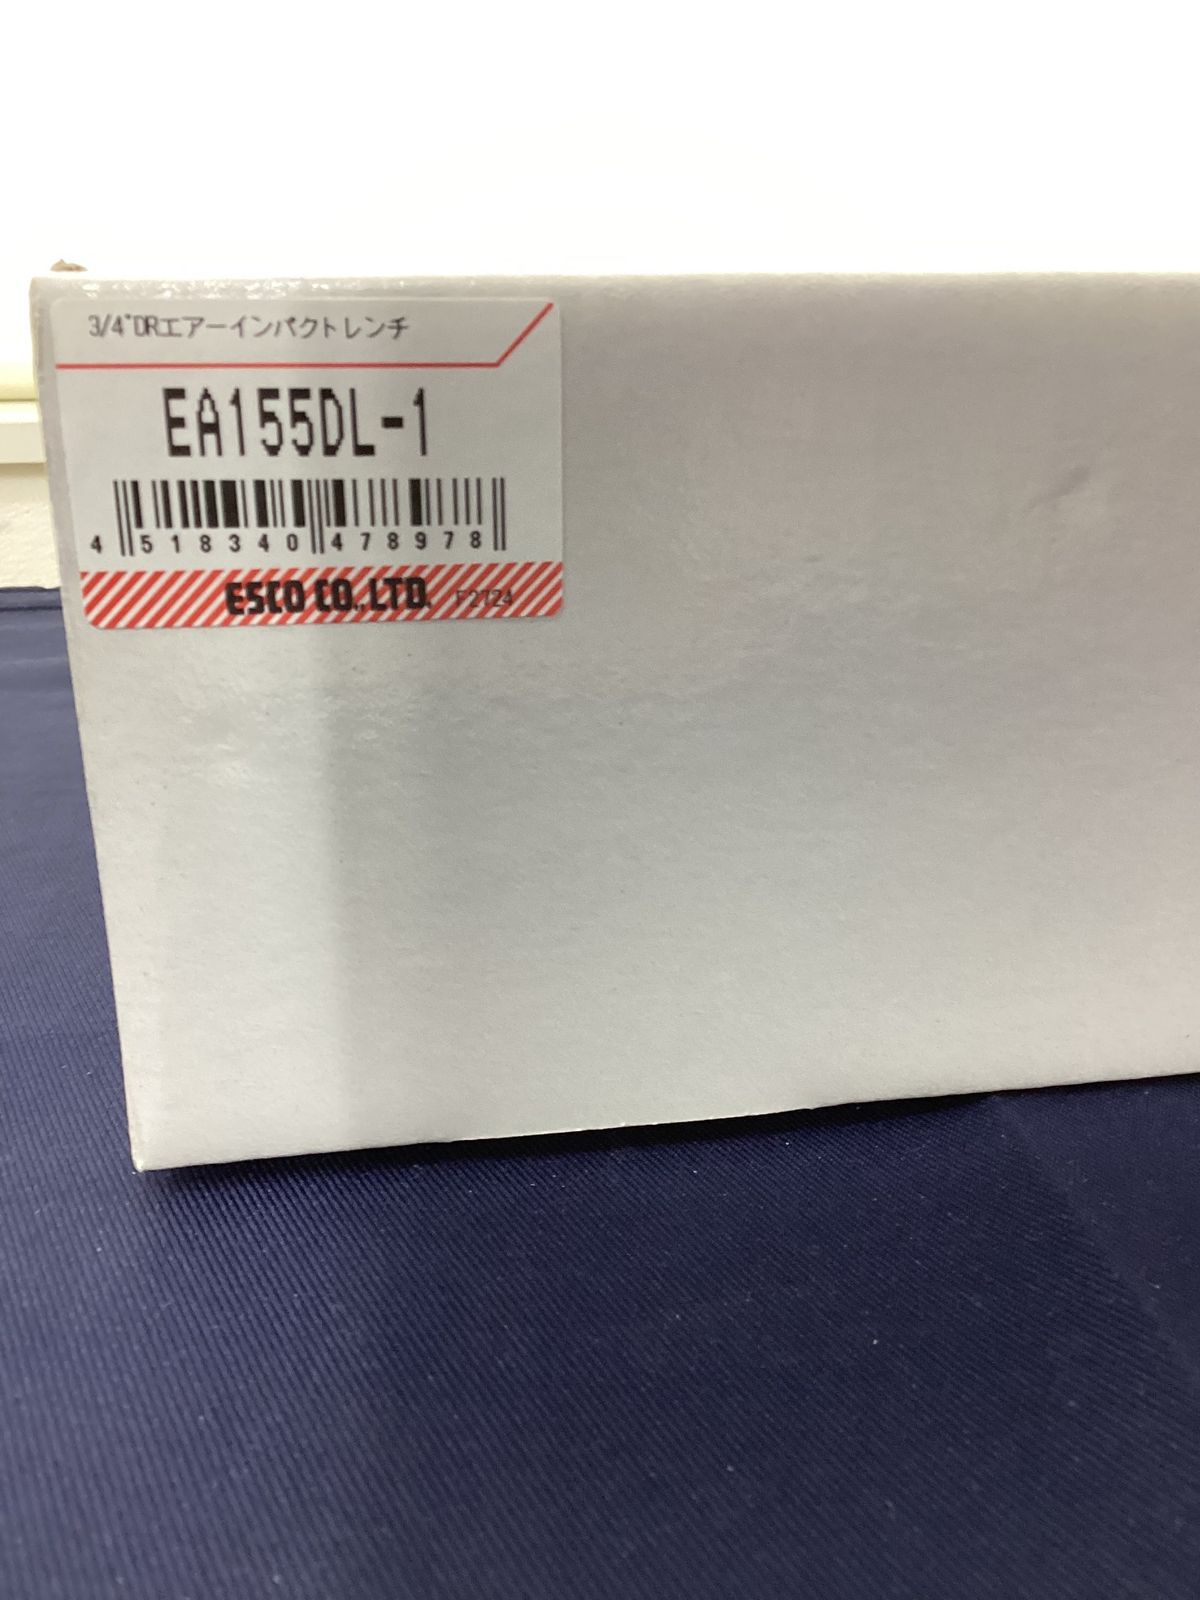 3/4"DRエアーインパクトレンチ
EA155DL-1
4 518340 478978
ESCO CO.,LTD. F2724